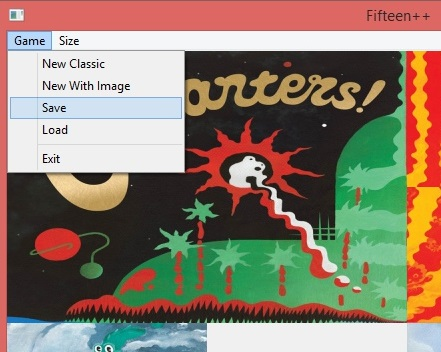 Fifteen++
Game Size
New Classic
New With Image
Save
Load
Exit
arters!